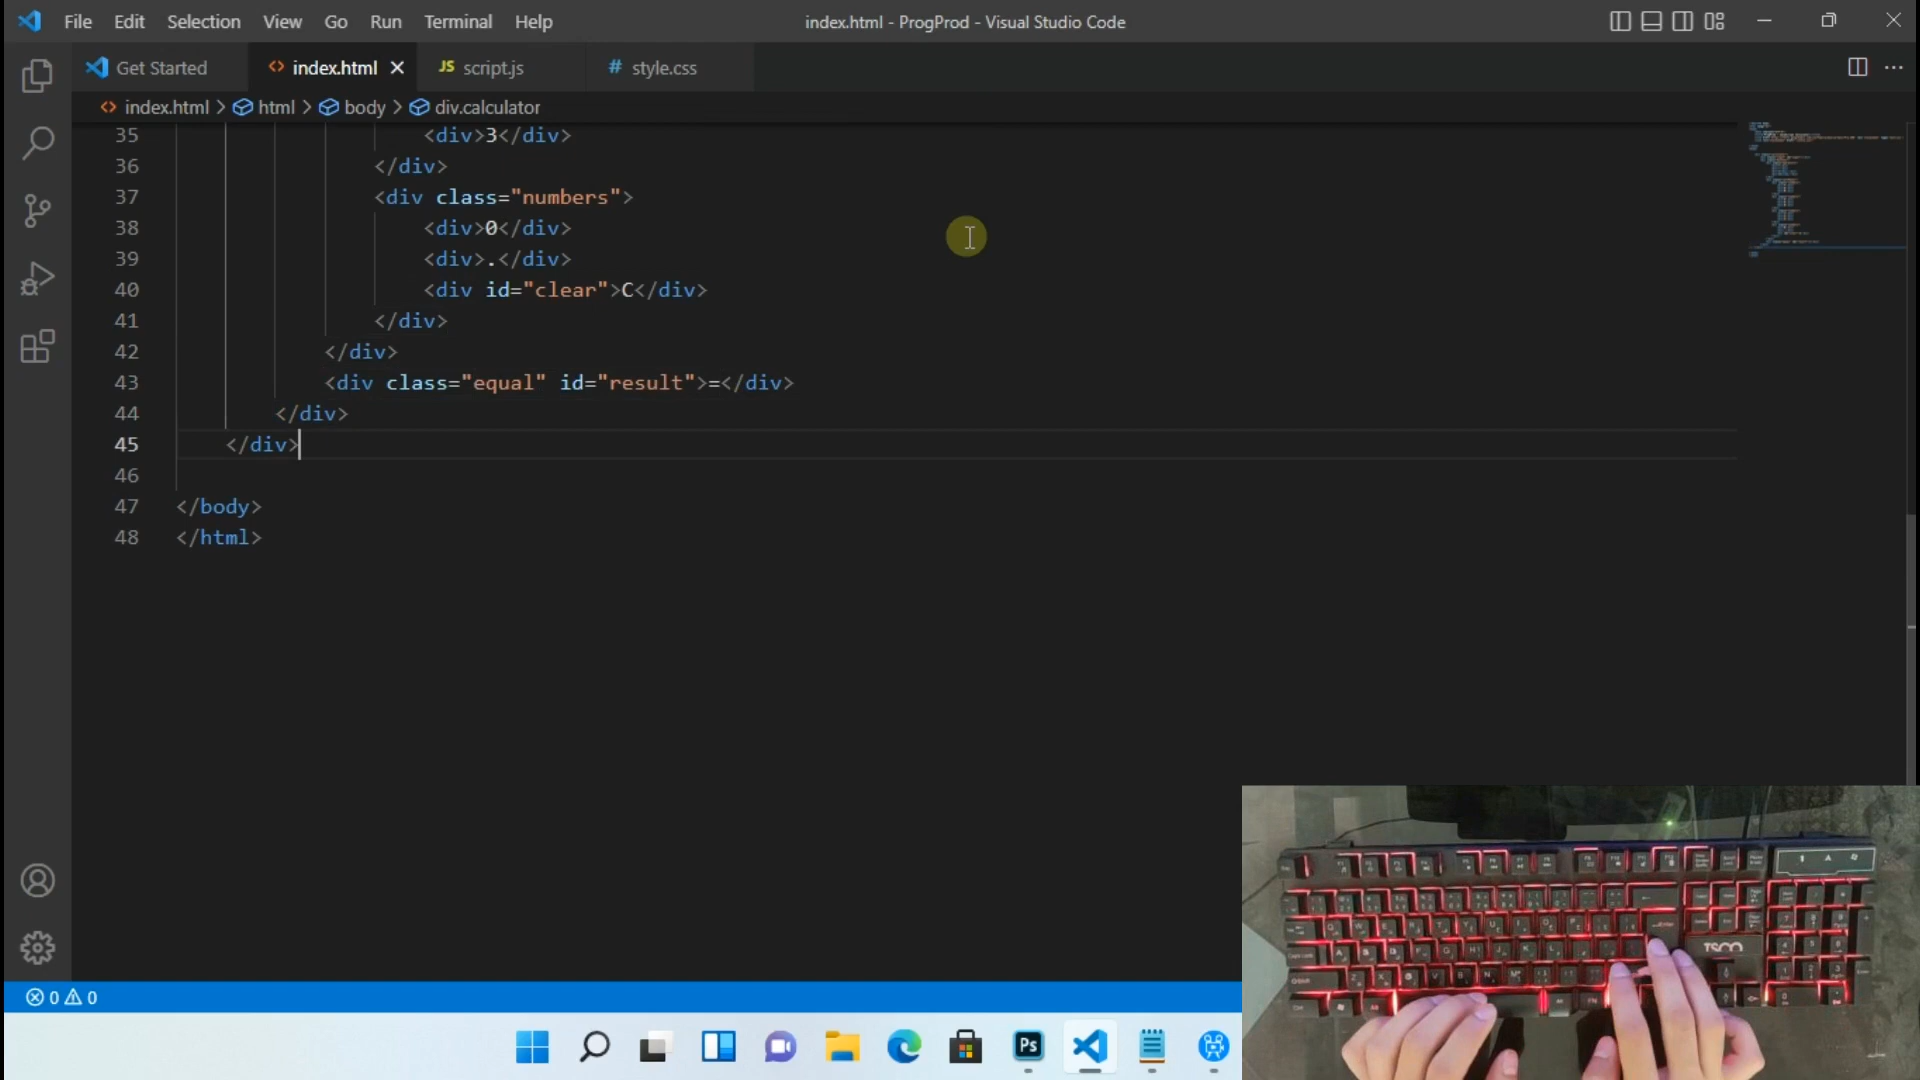 File Edit Selection View Go Run Terminal Help
index.html - ProgProd - Visual Studio Code
Get Started
index.html
JS script.js
# style.css
index.html > html > body > div.calculator
35 <div>3</div>
36 </div>
37 <div class="numbers">
38 <div>0</div>
39 <div>.</div>
40 <div id="clear">C</div>
41 </div>
42 </div>
43 <div class="equal" id="result">=</div>
44 </div>
45 </div>
46
47 </body>
48 </html>
TSCO
0 0
Ps